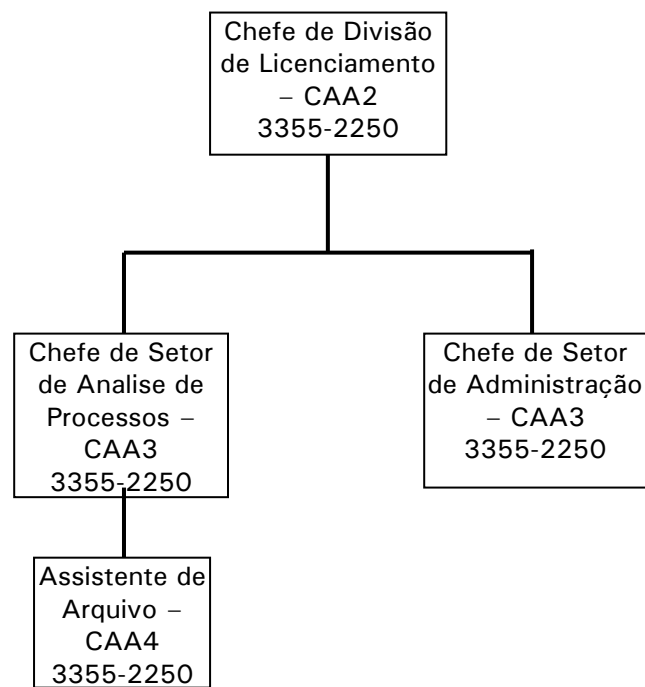 Chefe de Divisão
de Licenciamento
– CAA2
3355-2250
Chefe de Setor
de Analise de
Processos –
CAA3
3355-2250
Chefe de Setor
de Administração
– CAA3
3355-2250
Assistente de
Arquivo –
CAA4
3355-2250